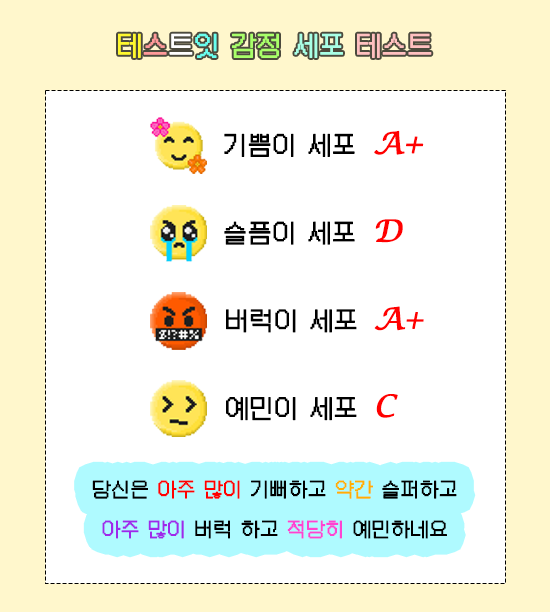 테스트잇 감정 세포 테스트
기쁨이 세포 A+
슬픔이 세포 D
버럭이 세포 A+
$!?#%
예민이 세포 C
당신은 아주 많이 기뻐하고 약간 슬퍼하고
아주 많이 버럭 하고 적당히 예민하네요